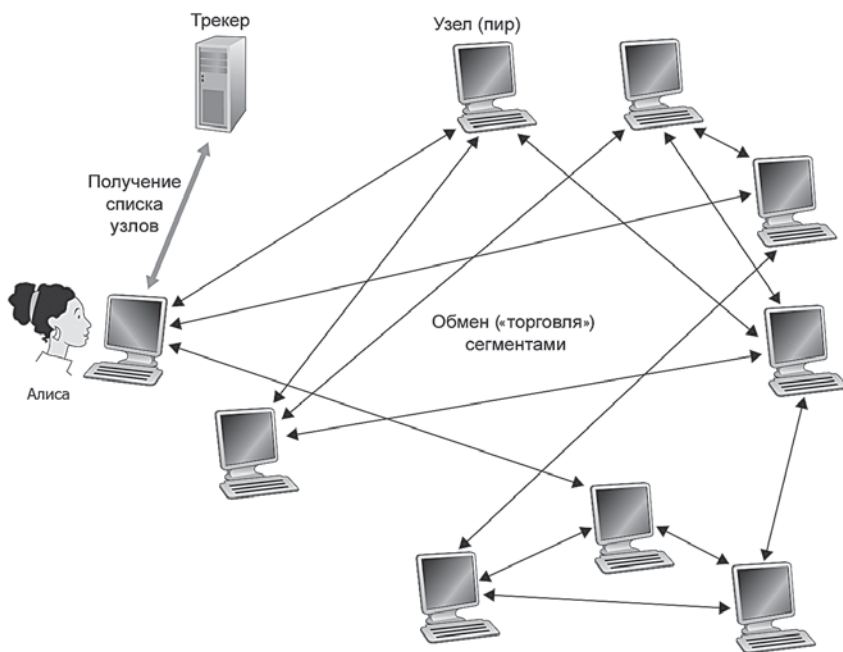 Трекер
Узел (пир)
Получение
списка
узлов
Обмен («торговля»)
сегментами
Алиса